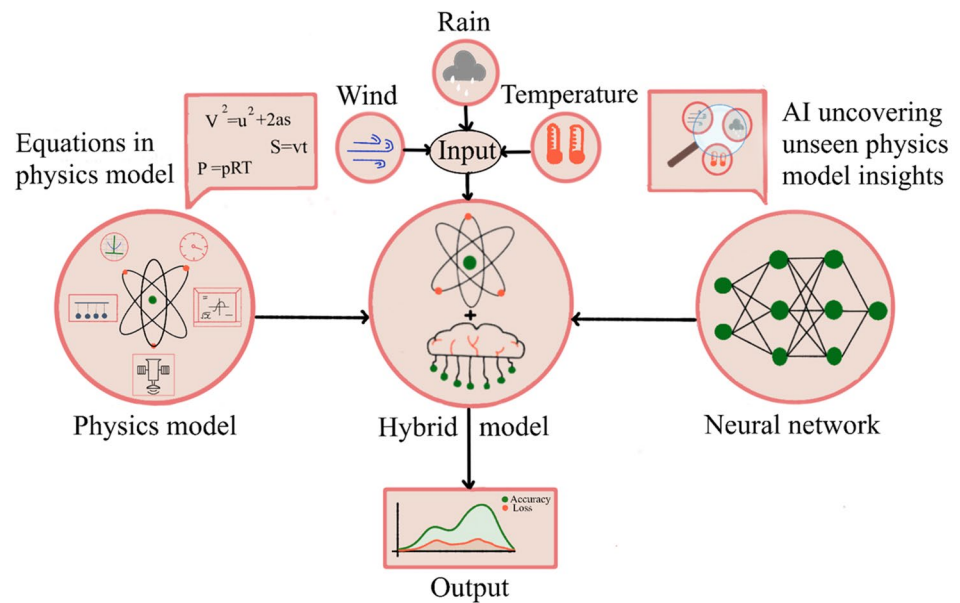 Rain
Wind
Temperature
Input
Equations in
physics model
V²=u²+2as
S=vt
P=pRT
AI uncovering
unseen physics
model insights
+
Physics model
Hybrid model
Neural network
Accuracy
Loss
Output